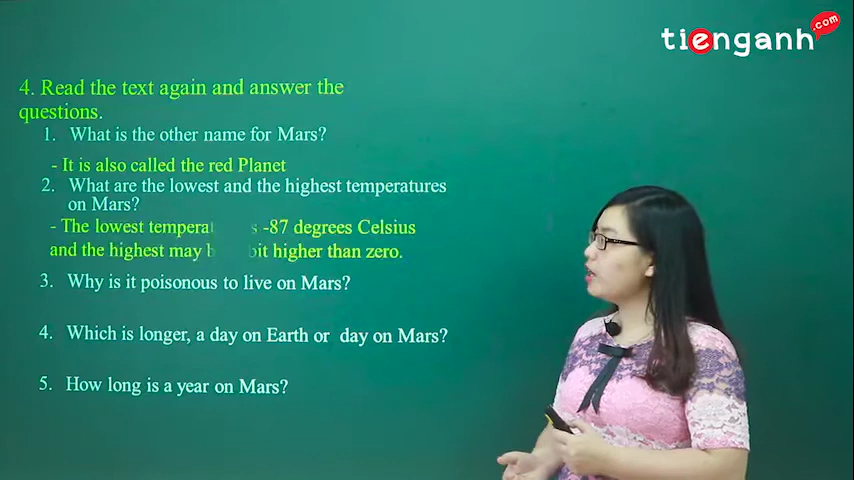 tienganh.com
4. Read the text again and answer the
questions.
1. What is the other name for Mars?
- It is also called the red Planet
2. What are the lowest and the highest temperatures
on Mars?
- The lowest -87 degrees Celsius
and the highest may higher than zero.
3. Why is it poisonous to live on Mars?
4. Which is longer, a day on Earth or day on Mars?
5. How long is a year on Mars?